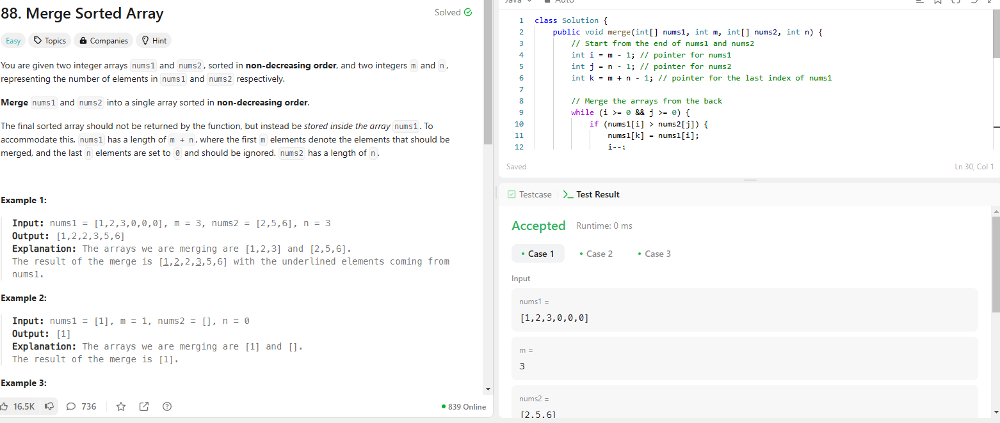 88. Merge Sorted Array
Solved
Easy Topics Companies Hint
You are given two integer arrays nums1 and nums2, sorted in non-decreasing order, and two integers m and n,
representing the number of elements in nums1 and nums2 respectively.
Merge nums1 and nums2 into a single array sorted in non-decreasing order.
The final sorted array should not be returned by the function, but instead be stored inside the array nums1. To
accommodate this, nums1 has a length of m + n, where the first m elements denote the elements that should be
merged, and the last n elements are set to 0 and should be ignored. nums2 has a length of n.
Example 1:
Input: nums1 = [1,2,3,0,0,0], m = 3, nums2 = [2,5,6], n = 3
Output: [1,2,2,3,5,6]
Explanation: The arrays we are merging are [1,2,3] and [2,5,6].
The result of the merge is [1,2,2,3,5,6] with the underlined elements coming from
nums1.
Example 2:
Input: nums1 = [1], m = 1, nums2 = [], n = 0
Output: [1]
Explanation: The arrays we are merging are [1] and [].
The result of the merge is [1].
Example 3:
16.5K 736
839 Online
Java Auto
1 class Solution {
2 public void merge(int[] nums1, int m, int[] nums2, int n) {
3 // Start from the end of nums1 and nums2
4 int i = m - 1; // pointer for nums1
5 int j = n - 1; // pointer for nums2
6 int k = m + n - 1; // pointer for the last index of nums1
7
8 // Merge the arrays from the back
9 while (i >= 0 && j >= 0) {
10 if (nums1[i] > nums2[j]) {
11 nums1[k] = nums1[i];
12 i--;
Saved
Ln 30, Col 1
Testcase Test Result
Accepted Runtime: 0 ms
Case 1 Case 2 Case 3
Input
nums1 =
[1,2,3,0,0,0]
m =
3
nums2 =
[2,5,6]